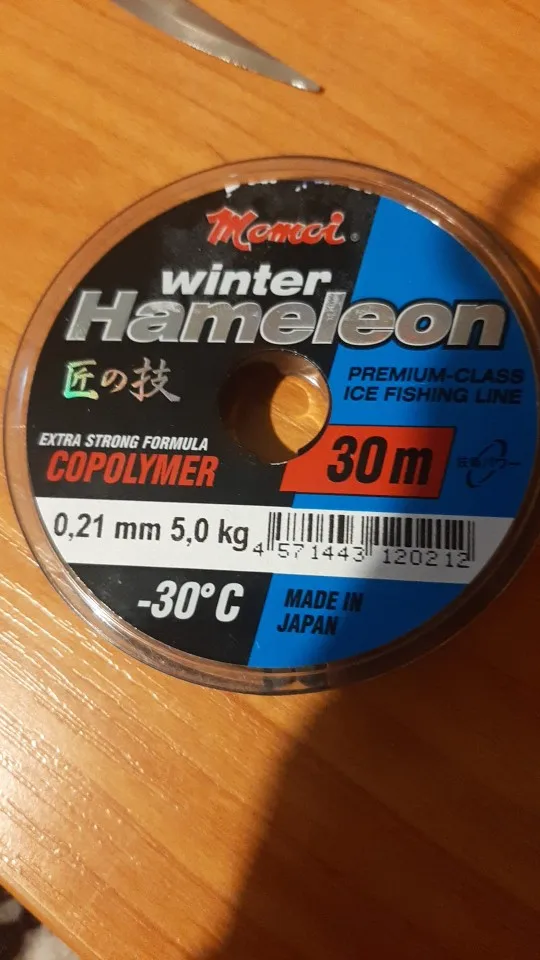 Momoi®
winter
Hameleon
匠の技
PREMIUM-CLASS
ICE FISHING LINE
EXTRA STRONG FORMULA
COPOLYMER
30 m
0,21 mm 5,0 kg
4 571443 120212
-30°C
MADE IN
JAPAN